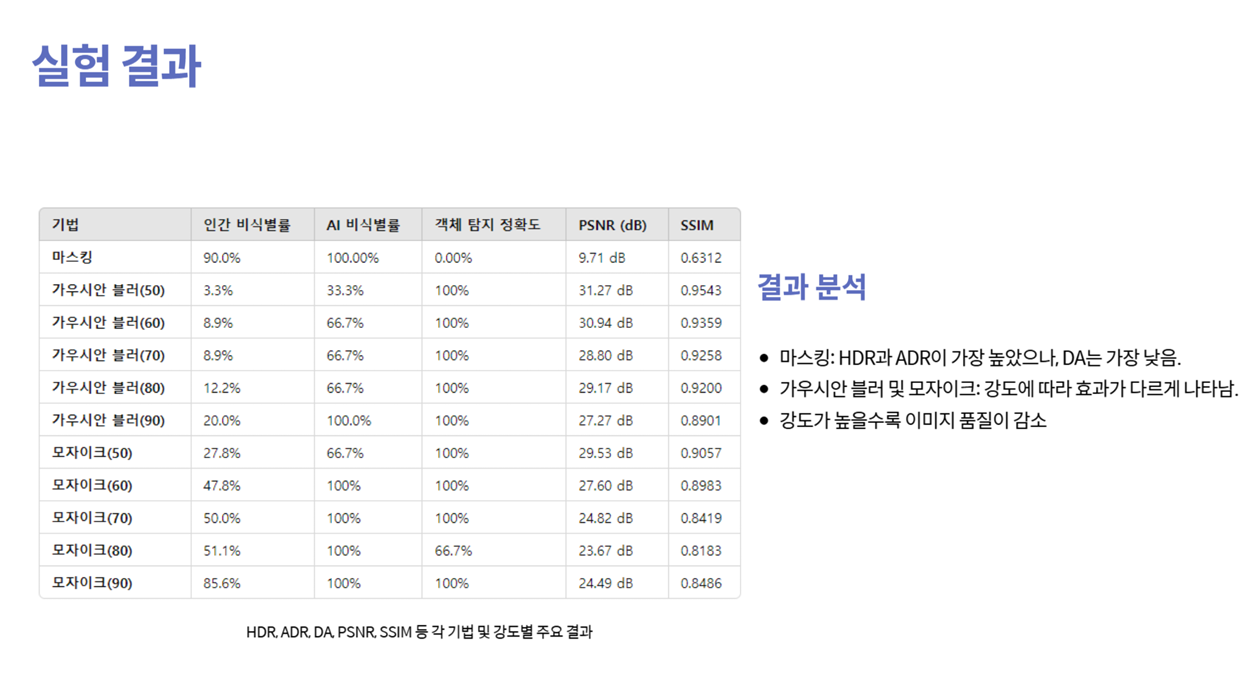 실험 결과
기법 인간 비식별률 AI 비식별률 객체 탐지 정확도 PSNR (dB) SSIM
마스킹 90.0% 100.00% 0.00% 9.71 dB 0.6312
가우시안 블러(50) 3.3% 33.3% 100% 31.27 dB 0.9543
가우시안 블러(60) 8.9% 66.7% 100% 30.94 dB 0.9359
가우시안 블러(70) 8.9% 66.7% 100% 28.80 dB 0.9258
가우시안 블러(80) 12.2% 66.7% 100% 29.17 dB 0.9200
가우시안 블러(90) 20.0% 100.0% 100% 27.27 dB 0.8901
모자이크(50) 27.8% 66.7% 100% 29.53 dB 0.9057
모자이크(60) 47.8% 100% 100% 27.60 dB 0.8983
모자이크(70) 50.0% 100% 100% 24.82 dB 0.8419
모자이크(80) 51.1% 100% 66.7% 23.67 dB 0.8183
모자이크(90) 85.6% 100% 100% 24.49 dB 0.8486
HDR, ADR, DA, PSNR, SSIM 등 각 기법 및 강도별 주요 결과
결과 분석
● 마스킹: HDR과 ADR이 가장 높았으나, DA는 가장 낮음.
● 가우시안 블러 및 모자이크: 강도에 따라 효과가 다르게 나타남.
● 강도가 높을수록 이미지 품질이 감소